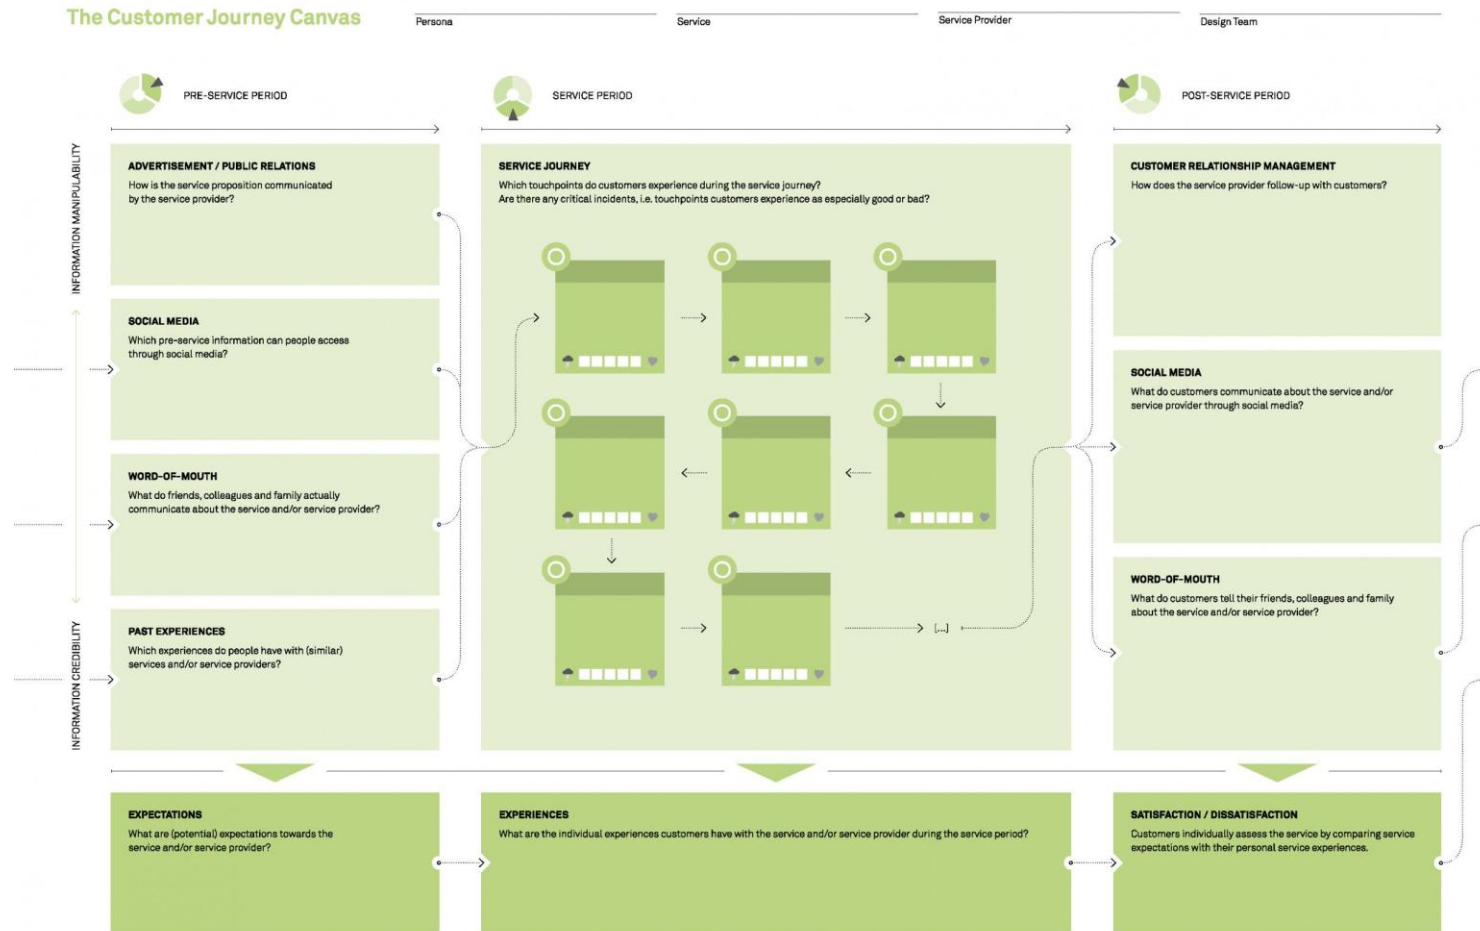 The Customer Journey Canvas
Persona
Service
Service Provider
Design Team
PRE-SERVICE PERIOD
SERVICE PERIOD
POST-SERVICE PERIOD
INFORMATION MANIPULABILITY
INFORMATION CREDIBILITY
ADVERTISEMENT / PUBLIC RELATIONS
How is the service proposition communicated
by the service provider?
SOCIAL MEDIA
Which pre-service information can people access
through social media?
WORD-OF-MOUTH
What do friends, colleagues and family actually
communicate about the service and/or service provider?
PAST EXPERIENCES
Which experiences do people have with (similar)
services and/or service providers?
SERVICE JOURNEY
Which touchpoints do customers experience during the service journey?
Are there any critical incidents, i.e. touchpoints customers experience as especially good or bad?
[...]
CUSTOMER RELATIONSHIP MANAGEMENT
How does the service provider follow-up with customers?
SOCIAL MEDIA
What do customers communicate about the service and/or
service provider through social media?
WORD-OF-MOUTH
What do customers tell their friends, colleagues and family
about the service and/or service provider?
EXPECTATIONS
What are (potential) expectations towards the
service and/or service provider?
EXPERIENCES
What are the individual experiences customers have with the service and/or service provider during the service period?
SATISFACTION / DISSATISFACTION
Customers individually assess the service by comparing service
expectations with their personal service experiences.